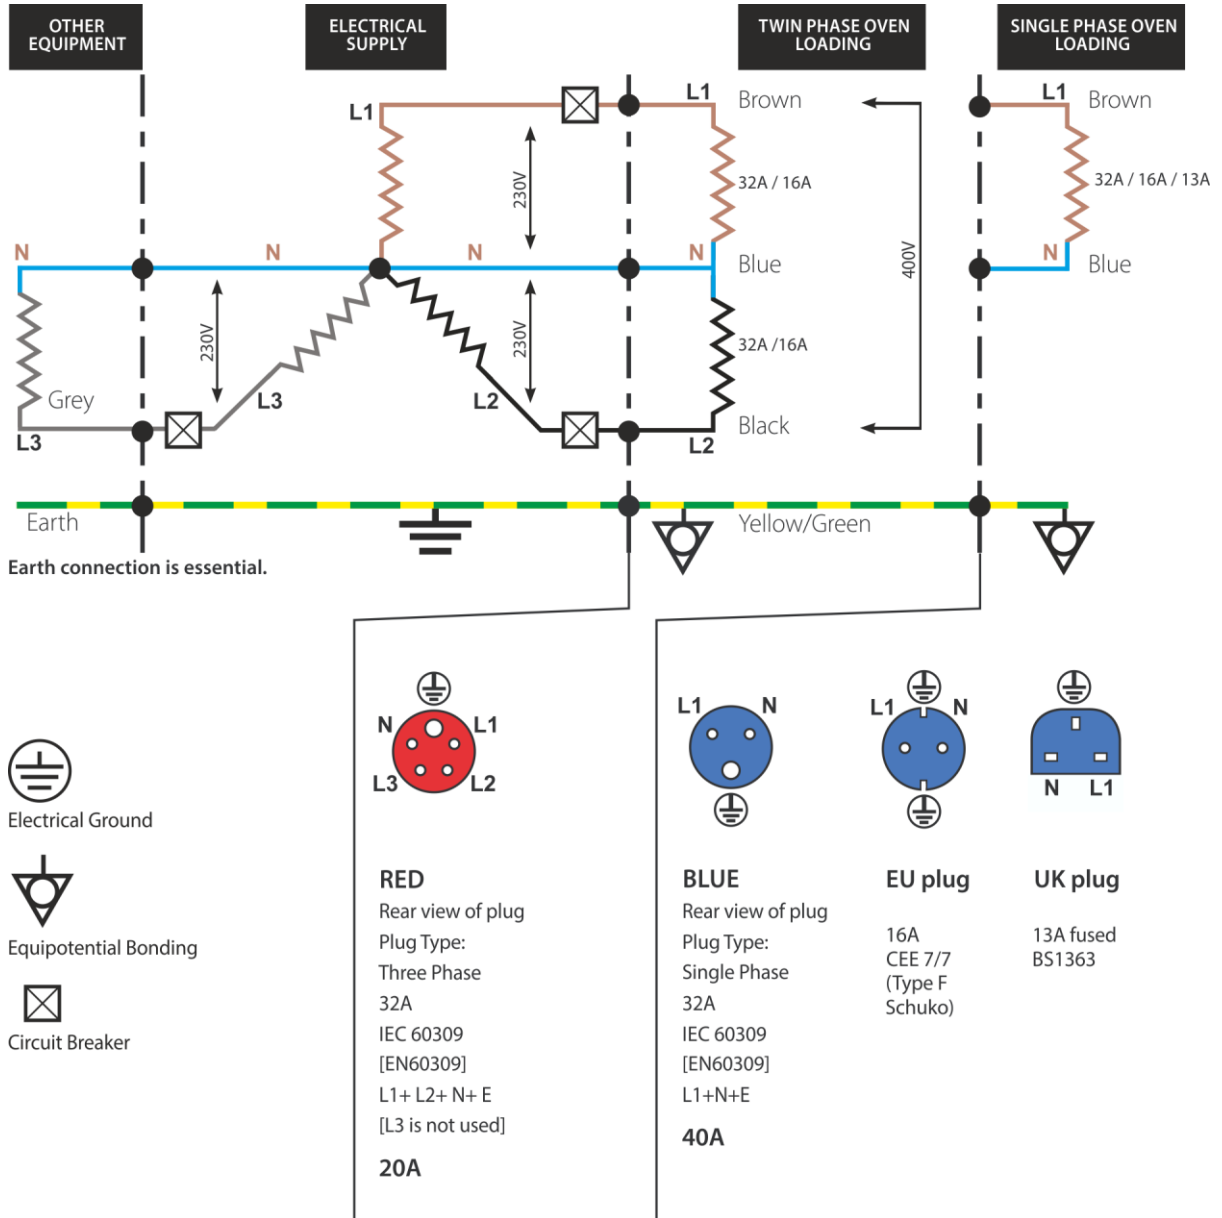 OTHER
EQUIPMENT
ELECTRICAL
SUPPLY
TWIN PHASE OVEN
LOADING
SINGLE PHASE OVEN
LOADING
L1
L1
Brown
L1
Brown
230V
32A / 16A
32A / 16A / 13A
N
N
N
N
Blue
400V
N
Blue
230V
230V
32A /16A
Grey
L3
L2
Black
L3
L2
Earth
Yellow/Green
Earth connection is essential.
N
L1
L3
L2
L1
N
L1
N
N
L1
Electrical Ground
Equipotential Bonding
Circuit Breaker
RED
Rear view of plug
Plug Type:
Three Phase
32A
IEC 60309
[EN60309]
L1+ L2+ N+ E
[L3 is not used]
20A
BLUE
Rear view of plug
Plug Type:
Single Phase
32A
IEC 60309
[EN60309]
L1+N+E
40A
EU plug
16A
CEE 7/7
(Type F
Schuko)
UK plug
13A fused
BS1363